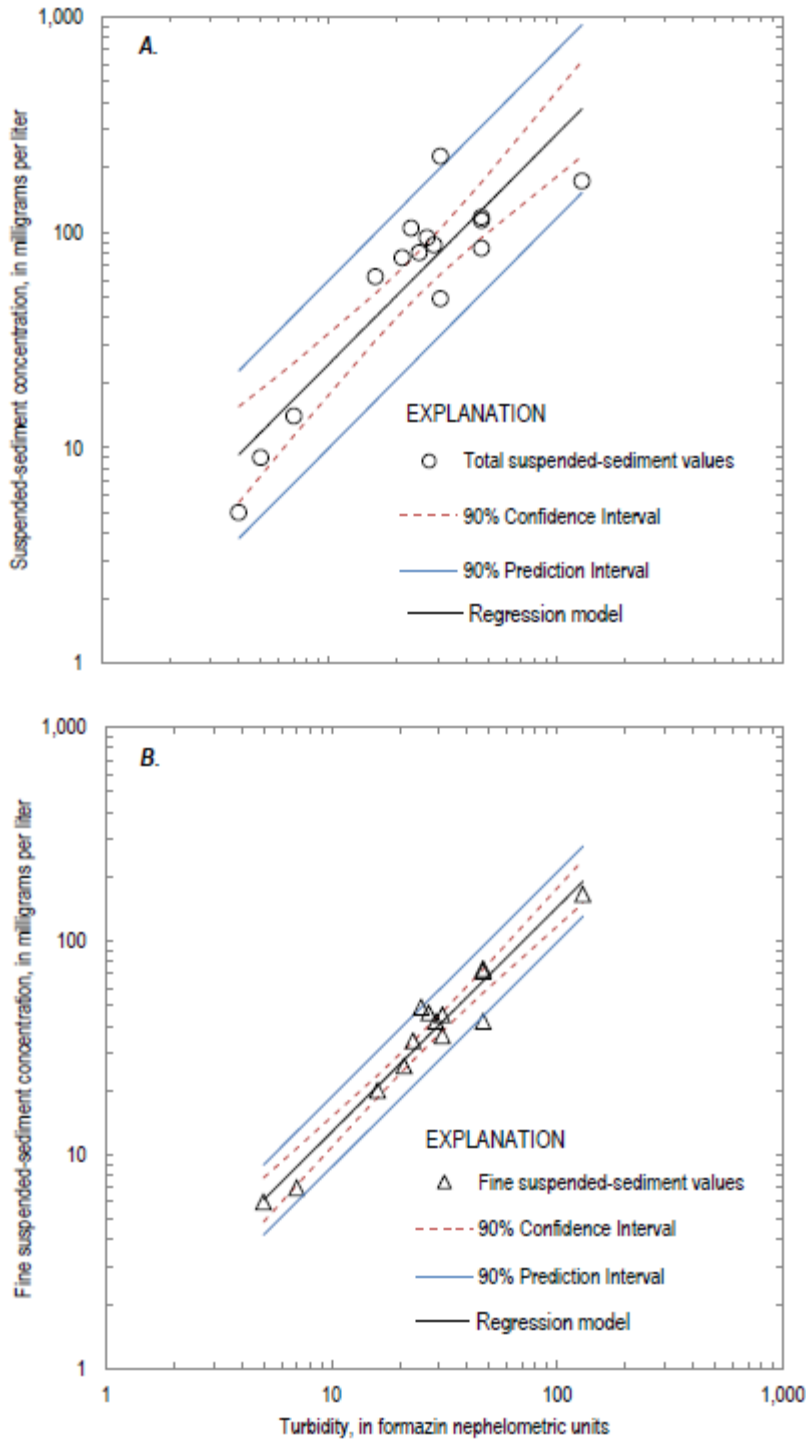 A.
1,000
100
10
1
Suspended-sediment concentration, in milligrams per liter
EXPLANATION
Total suspended-sediment values
90% Confidence Interval
90% Prediction Interval
Regression model
B.
1,000
100
10
1
Fine suspended-sediment concentration, in milligrams per liter
EXPLANATION
Fine suspended-sediment values
90% Confidence Interval
90% Prediction Interval
Regression model
1 10 100 1,000
Turbidity, in formazin nephelometric units